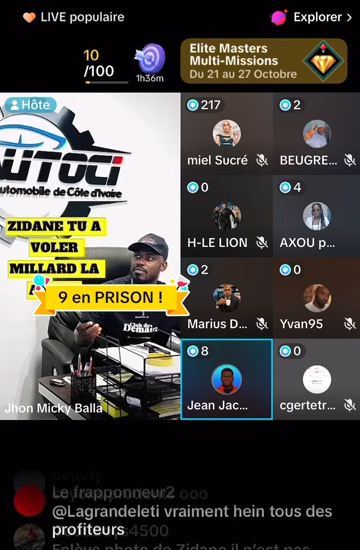 LIVE populaire
Explorer >
10
/100
1h36m
Elite Masters
Multi-Missions
Du 21 au 27 Octobre
Hôte
UTOCI
utomobile de Côte d'Ivoire
ZIDANE TU A
VOLER
MILLARD LA
9 en PRISON !
Jhon Micky Balla
217
miel Sucré
2
BEUGRE...
0
H-LE LION
4
AXOU p...
2
Marius D...
0
Yvan95
8
Jean Jac...
0
cgertetr...
beauty
Le frapponneur2
@Lagrandeleti vraiment hein tous des
profiteurs